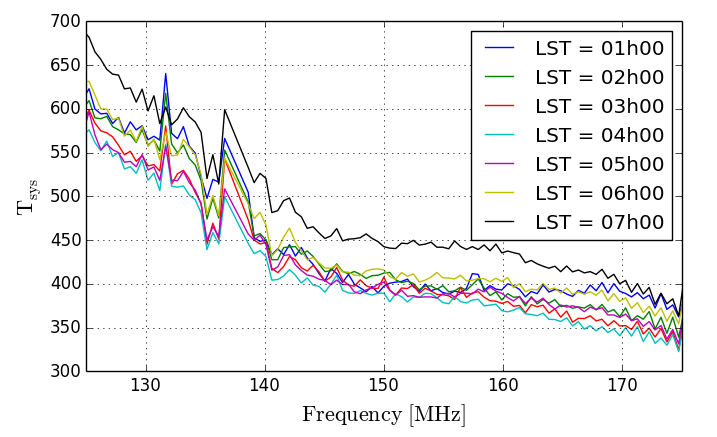 700
650
600
550
500
450
400
350
300
T_sys
130
140
150
160
170
Frequency [MHz]
LST = 01h00
LST = 02h00
LST = 03h00
LST = 04h00
LST = 05h00
LST = 06h00
LST = 07h00